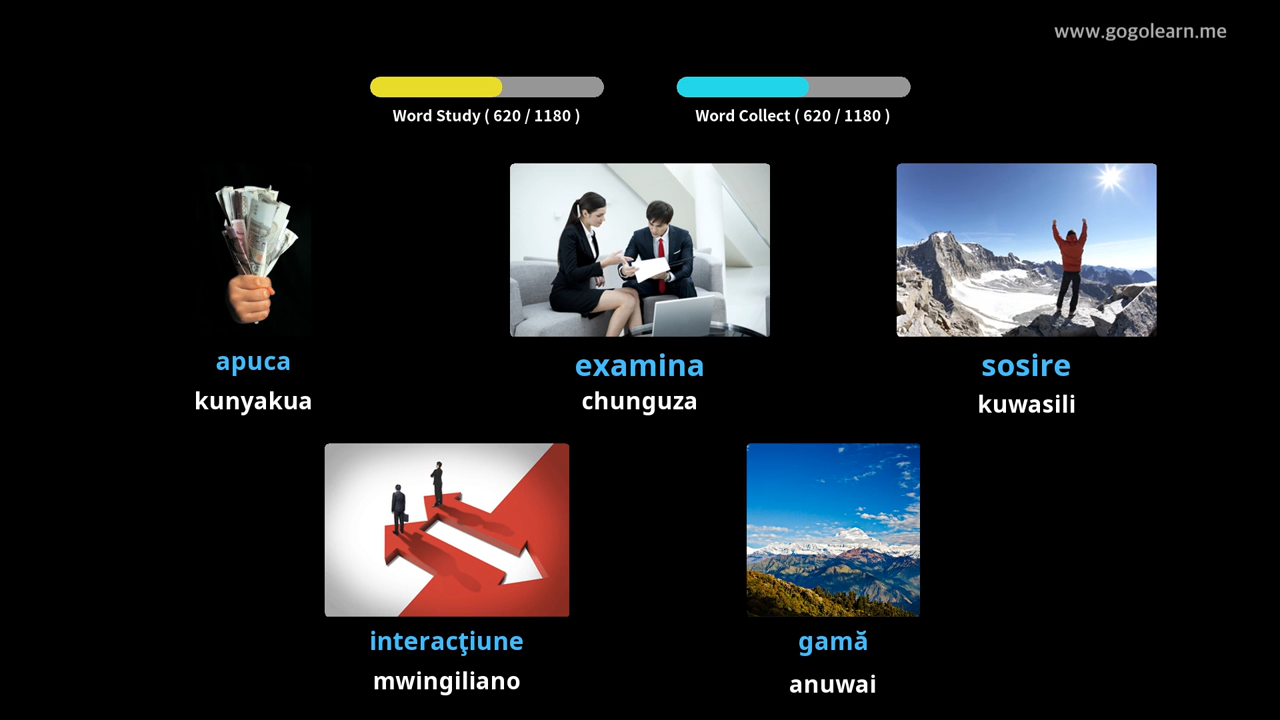 www.gogolearn.me
Word Study ( 620 / 1180 )
Word Collect ( 620 / 1180 )
apuca
kunyakua
examina
chunguza
sosire
kuwasili
interacţiune
mwingiliano
gamă
anuwai